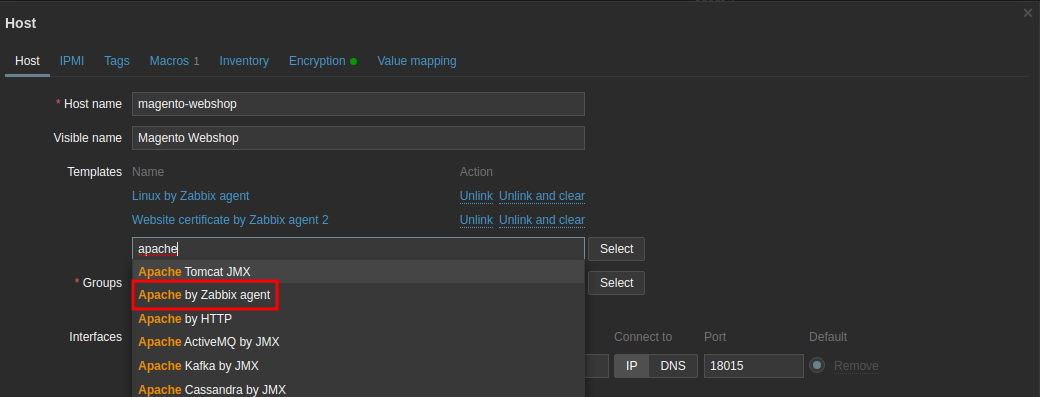 Host
Host IPMI Tags Macros 1 Inventory Encryption Value mapping
* Host name magento-webshop
Visible name Magento Webshop
Templates Name Action
Linux by Zabbix agent Unlink Unlink and clear
Website certificate by Zabbix agent 2 Unlink Unlink and clear
apache Select
Apache Tomcat JMX
* Groups Select
Apache by Zabbix agent
Apache by HTTP
Interfaces Connect to Port Default
Apache ActiveMQ by JMX
Apache Kafka by JMX IP DNS 18015 Remove
Apache Cassandra by JMX